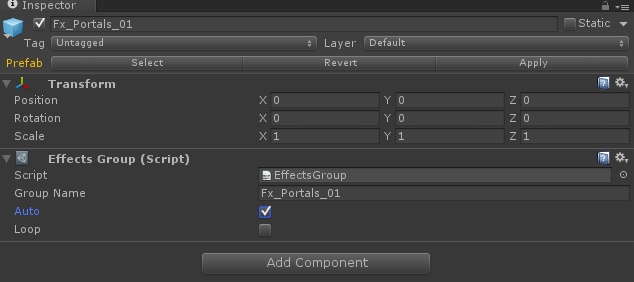 Inspector
Fx_Portals_01 Static
Tag Untagged Layer Default
Prefab Select Revert Apply
Transform
Position X 0 Y 0 Z 0
Rotation X 0 Y 0 Z 0
Scale X 1 Y 1 Z 1
Effects Group (Script)
Script EffectsGroup
Group Name Fx_Portals_01
Auto
Loop
Add Component